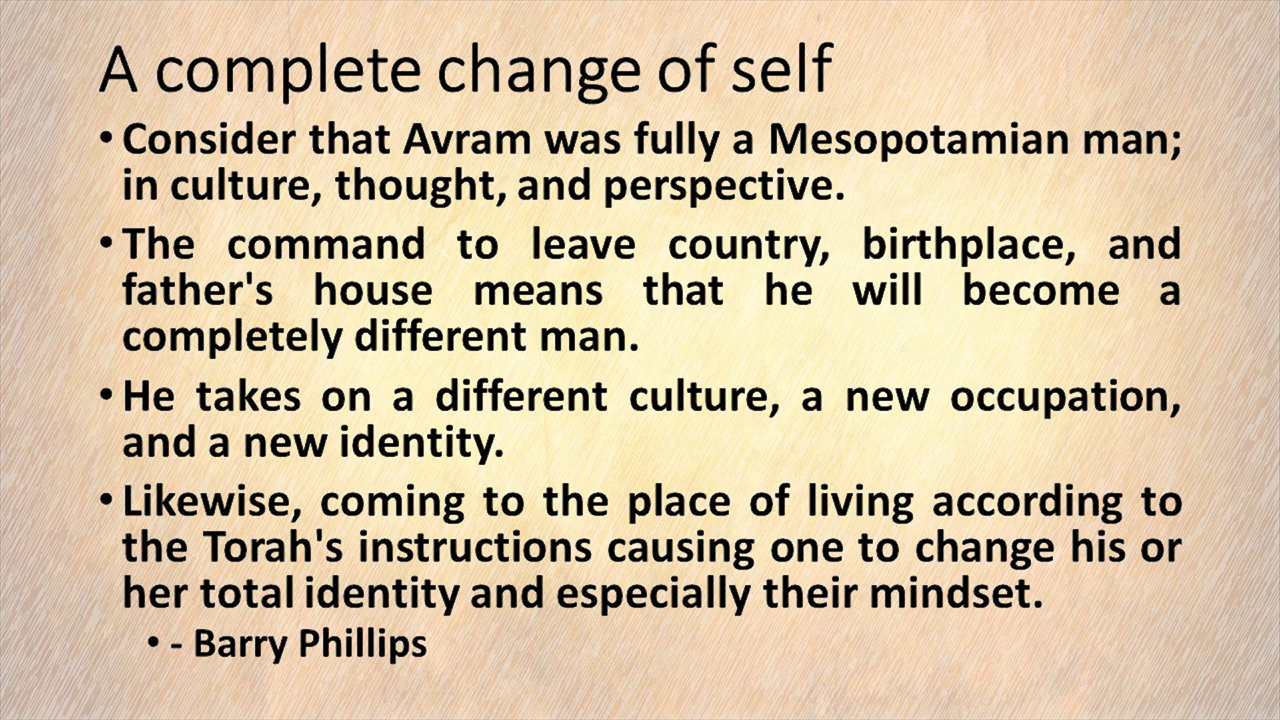 A complete change of self
• Consider that Avram was fully a Mesopotamian man;
in culture, thought, and perspective.
• The command to leave country, birthplace, and
father's house means that he will become a
completely different man.
• He takes on a different culture, a new occupation,
and a new identity.
• Likewise, coming to the place of living according to
the Torah's instructions causing one to change his or
her total identity and especially their mindset.
• - Barry Phillips